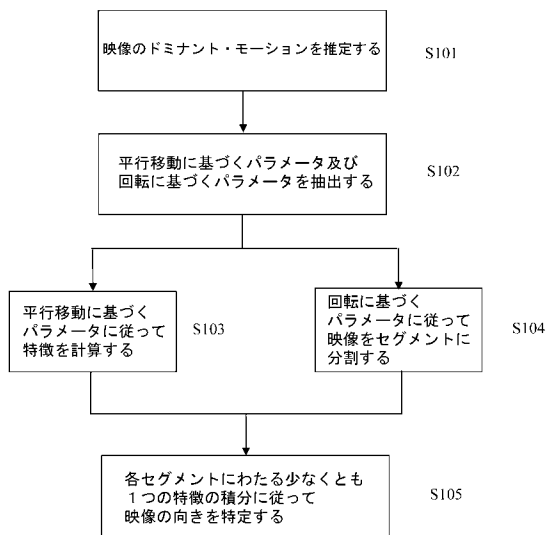 映像のドミナント・モーションを推定する
S101
平行移動に基づくパラメータ及び
回転に基づくパラメータを抽出する
S102
平行移動に基づく
パラメータに従って
特徴を計算する
S103
回転に基づく
パラメータに従って
映像をセグメントに
分割する
S104
各セグメントにわたる少なくとも
１つの特徴の積分に従って
映像の向きを特定する
S105